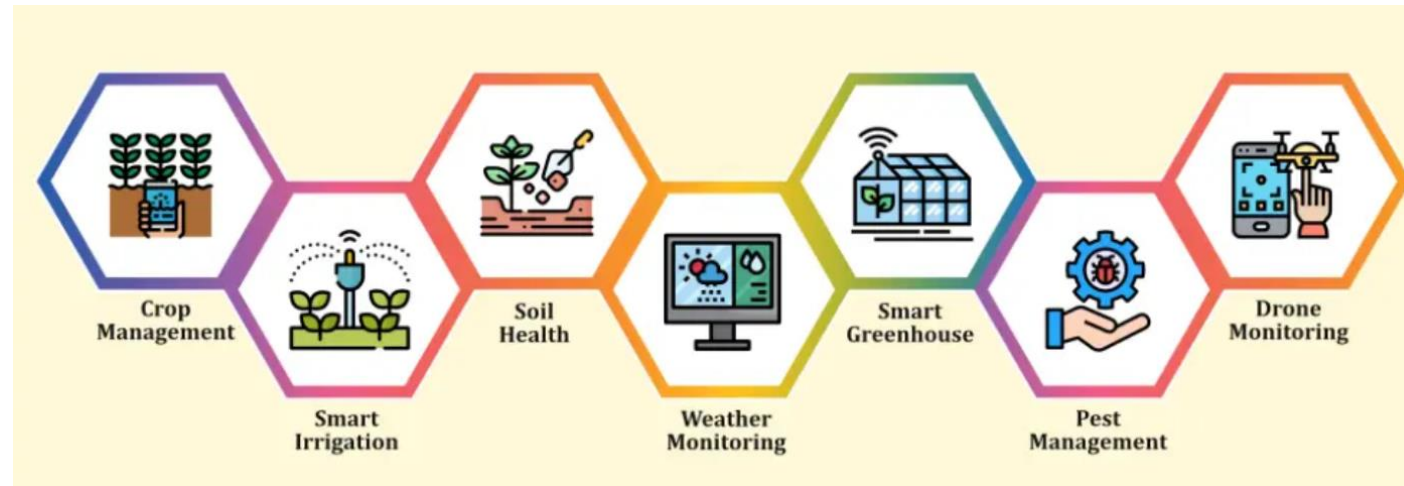 Crop
Management
Smart
Irrigation
Soil
Health
Weather
Monitoring
Smart
Greenhouse
Pest
Management
Drone
Monitoring